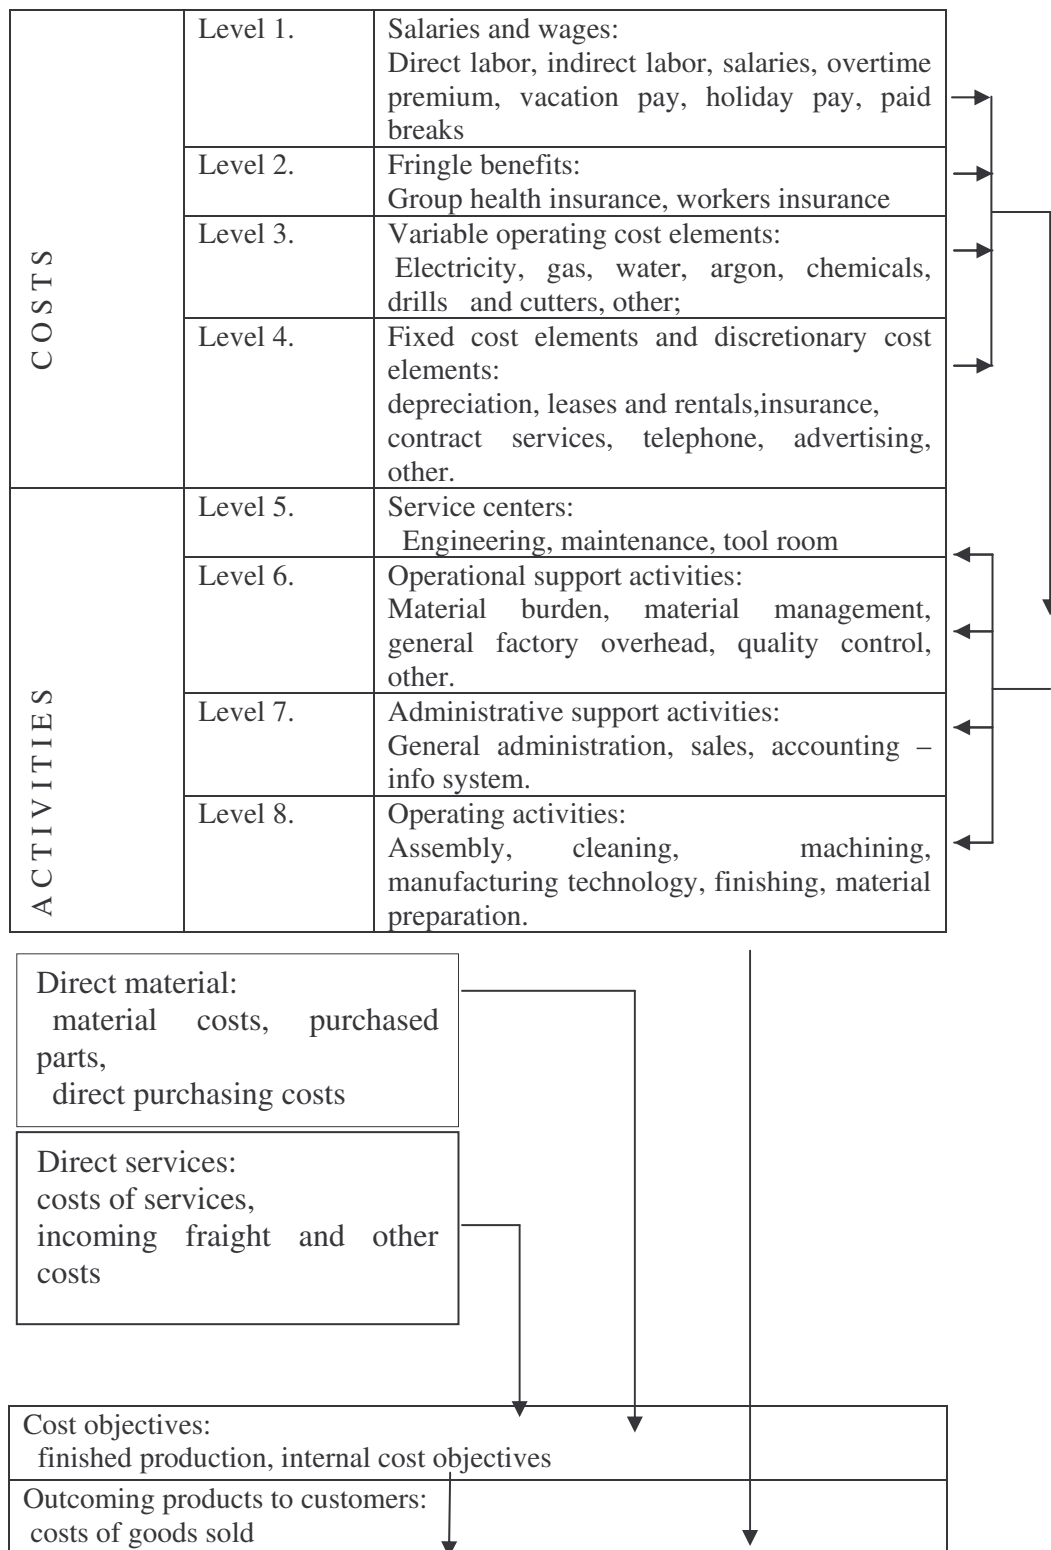 COSTS
Level 1.
Salaries and wages:
Direct labor, indirect labor, salaries, overtime
premium, vacation pay, holiday pay, paid
breaks
Level 2.
Fringle benefits:
Group health insurance, workers insurance
Level 3.
Variable operating cost elements:
Electricity, gas, water, argon, chemicals,
drills and cutters, other;
Level 4.
Fixed cost elements and discretionary cost
elements:
depreciation, leases and rentals,insurance,
contract services, telephone, advertising,
other.
ACTIVITIES
Level 5.
Service centers:
Engineering, maintenance, tool room
Level 6.
Operational support activities:
Material burden, material management,
general factory overhead, quality control,
other.
Level 7.
Administrative support activities:
General administration, sales, accounting –
info system.
Level 8.
Operating activities:
Assembly, cleaning, machining,
manufacturing technology, finishing, material
preparation.
Direct material:
material costs, purchased
parts,
direct purchasing costs
Direct services:
costs of services,
incoming fraight and other
costs
Cost objectives:
finished production, internal cost objectives
Outcoming products to customers:
costs of goods sold